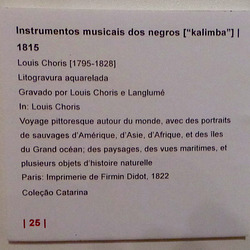 Instrumentos musicais dos negros ["kalimba"] |
1815
Louis Choris [1795-1828]
Litogravura aquarelada
Gravado por Louis Choris e Langlumé
In: Louis Choris
Voyage pittoresque autour du monde, avec des portraits
de sauvages d'Amérique, d'Asie, d'Afrique, et des Iles
du Grand océan; des paysages, des vues maritimes, et
plusieurs objets d'histoire naturelle
Paris: Imprimerie de Firmin Didot, 1822
Coleção Catarina
| 25 |